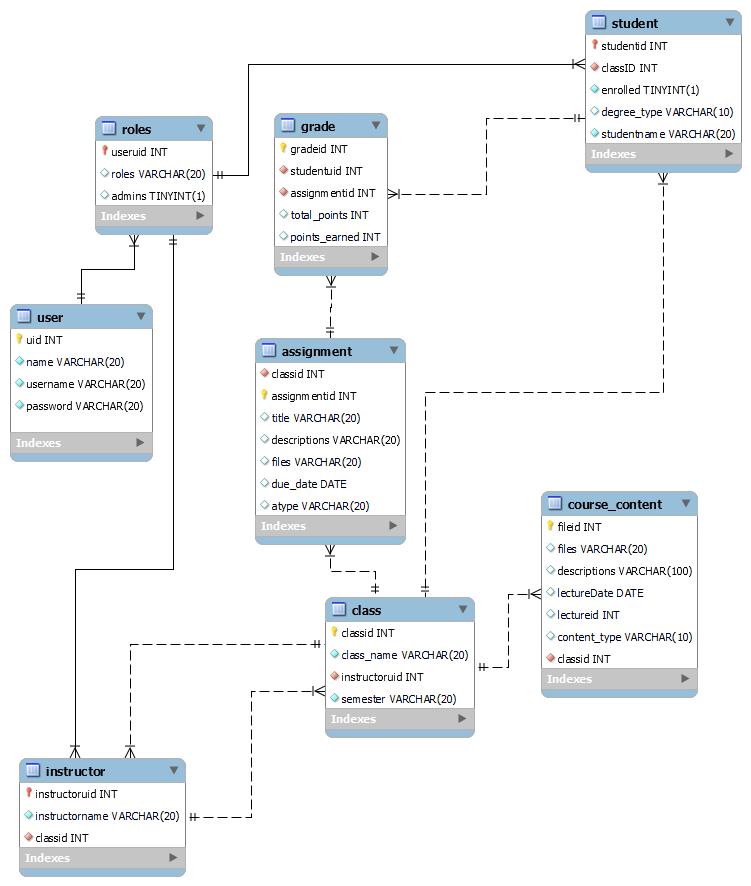 student
studentid INT
classID INT
enrolled TINYINT(1)
degree_type VARCHAR(10)
studentname VARCHAR(20)
Indexes
roles
useruid INT
roles VARCHAR(20)
admins TINYINT(1)
Indexes
grade
gradeid INT
studentuid INT
assignmentid INT
total_points INT
points_earned INT
Indexes
user
uid INT
name VARCHAR(20)
username VARCHAR(20)
password VARCHAR(20)
Indexes
assignment
classid INT
assignmentid INT
title VARCHAR(20)
descriptions VARCHAR(20)
files VARCHAR(20)
due_date DATE
atype VARCHAR(20)
Indexes
course_content
fileid INT
files VARCHAR(20)
descriptions VARCHAR(100)
lectureDate DATE
lectureid INT
content_type VARCHAR(10)
classid INT
Indexes
class
classid INT
class_name VARCHAR(20)
instructoruid INT
semester VARCHAR(20)
Indexes
instructor
instructoruid INT
instructorname VARCHAR(20)
classid INT
Indexes